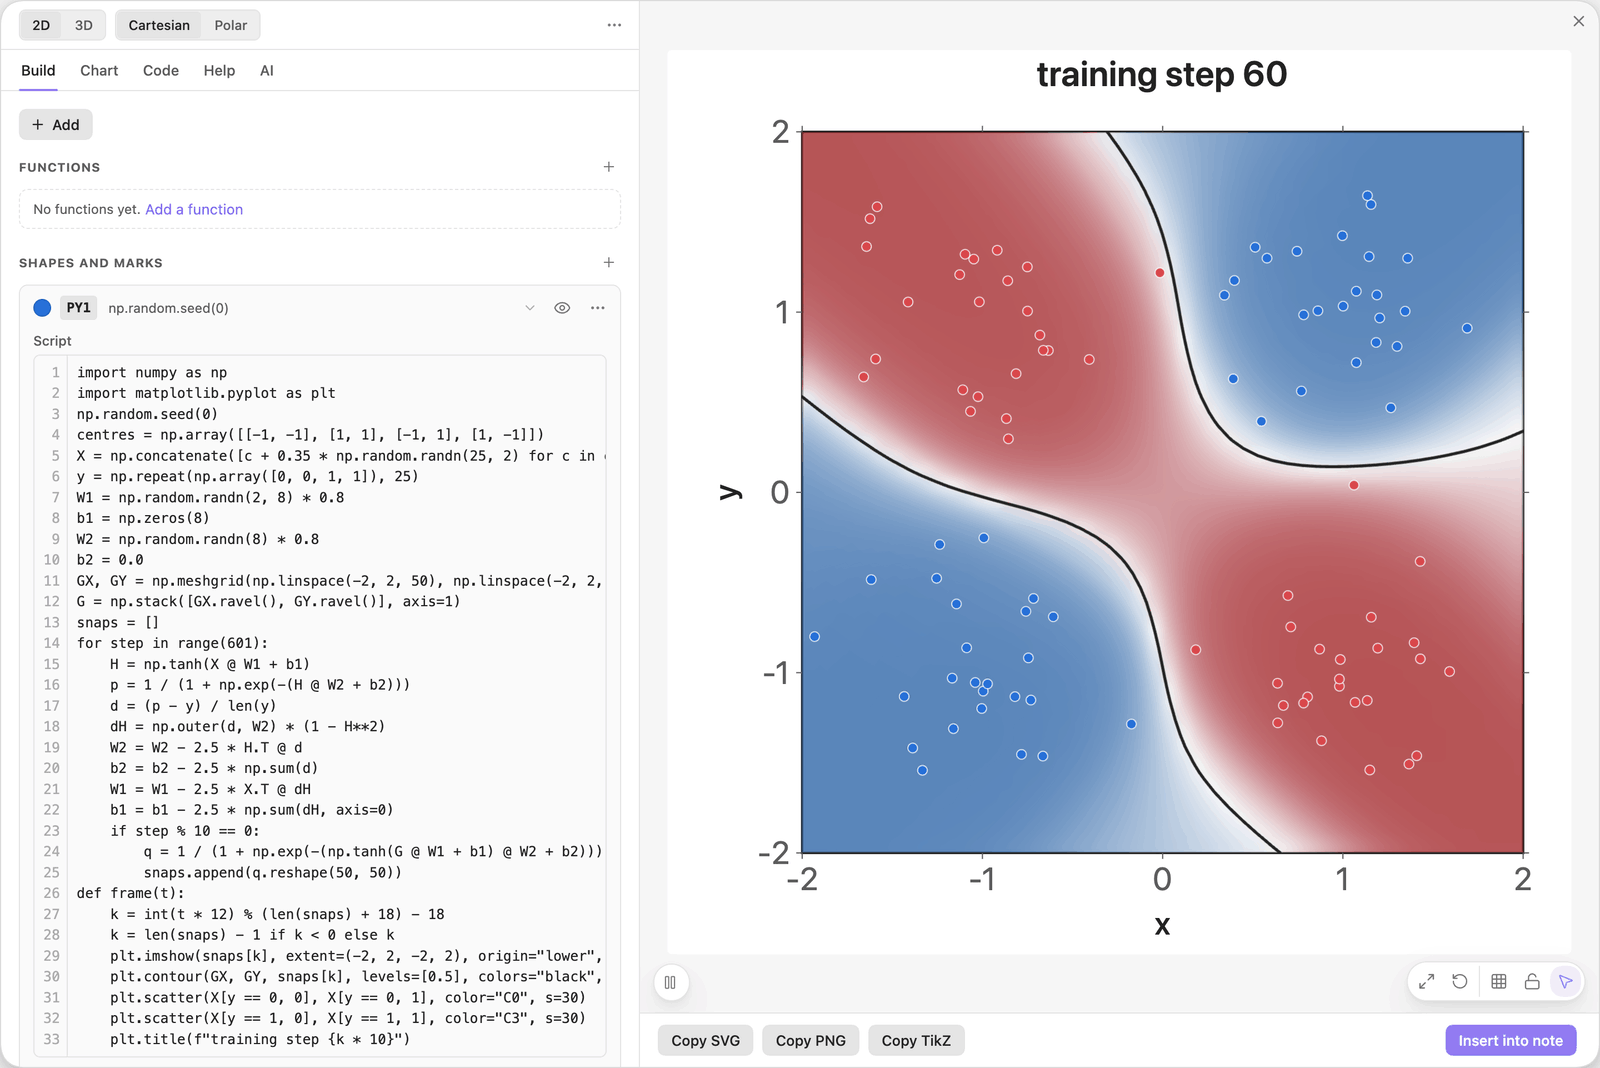 2D 3D Cartesian Polar
Build Chart Code Help AI
+ Add
FUNCTIONS
No functions yet. Add a function
SHAPES AND MARKS
PY1 np.random.seed(0)
Script
1 import numpy as np
2 import matplotlib.pyplot as plt
3 np.random.seed(0)
4 centres = np.array([[-1, -1], [1, 1], [-1, 1], [1, -1]])
5 X = np.concatenate([c + 0.35 * np.random.randn(25, 2) for c in
6 y = np.repeat(np.array([0, 0, 1, 1]), 25)
7 W1 = np.random.randn(2, 8) * 0.8
8 b1 = np.zeros(8)
9 W2 = np.random.randn(8) * 0.8
10 b2 = 0.0
11 GX, GY = np.meshgrid(np.linspace(-2, 2, 50), np.linspace(-2, 2,
12 G = np.stack([GX.ravel(), GY.ravel()], axis=1)
13 snaps = []
14 for step in range(601):
15 H = np.tanh(X @ W1 + b1)
16 p = 1 / (1 + np.exp(-(H @ W2 + b2)))
17 d = (p - y) / len(y)
18 dH = np.outer(d, W2) * (1 - H**2)
19 W2 = W2 - 2.5 * H.T @ d
20 b2 = b2 - 2.5 * np.sum(d)
21 W1 = W1 - 2.5 * X.T @ dH
22 b1 = b1 - 2.5 * np.sum(dH, axis=0)
23 if step % 10 == 0:
24 q = 1 / (1 + np.exp(-(np.tanh(G @ W1 + b1) @ W2 + b2)))
25 snaps.append(q.reshape(50, 50))
26 def frame(t):
27 k = int(t * 12) % (len(snaps) + 18) - 18
28 k = len(snaps) - 1 if k < 0 else k
29 plt.imshow(snaps[k], extent=(-2, 2, -2, 2), origin="lower",
30 plt.contour(GX, GY, snaps[k], levels=[0.5], colors="black",
31 plt.scatter(X[y == 0, 0], X[y == 0, 1], color="C0", s=30)
32 plt.scatter(X[y == 1, 0], X[y == 1, 1], color="C3", s=30)
33 plt.title(f"training step {k * 10}")
training step 60
2
1
0
-1
-2
y
-2 -1 0 1 2
x
Copy SVG Copy PNG Copy TikZ Insert into note